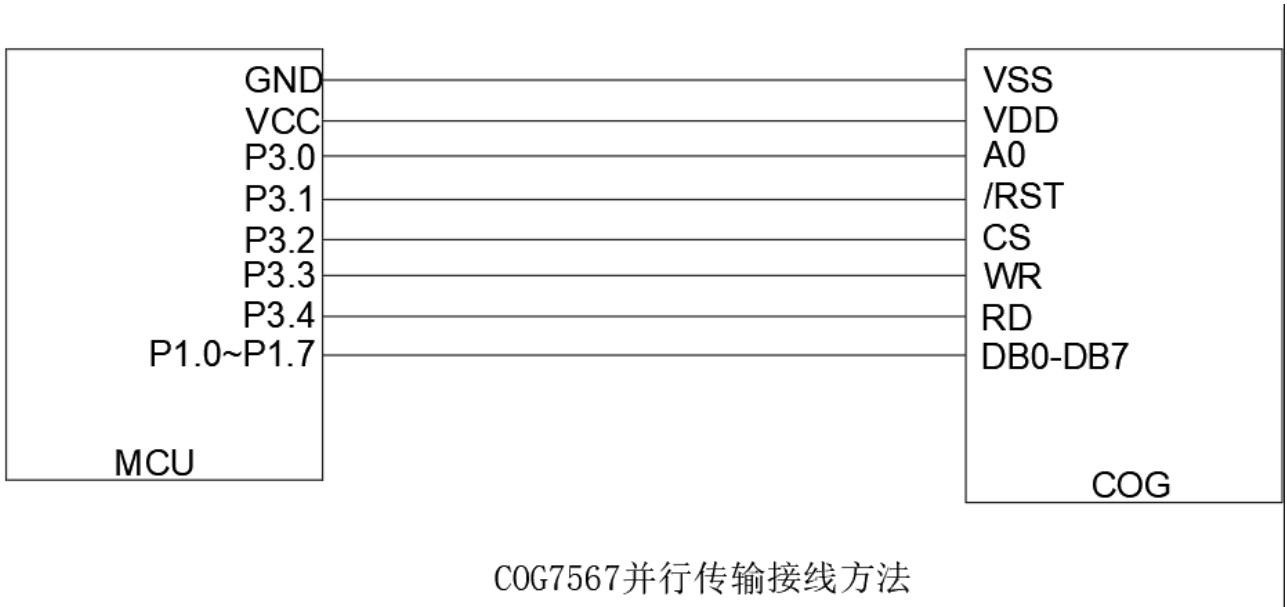 GND VSS
VCC VDD
P3.0 A0
P3.1 /RST
P3.2 CS
P3.3 WR
P3.4 RD
P1.0~P1.7 DB0-DB7
MCU
COG
COG7567并行传输接线方法